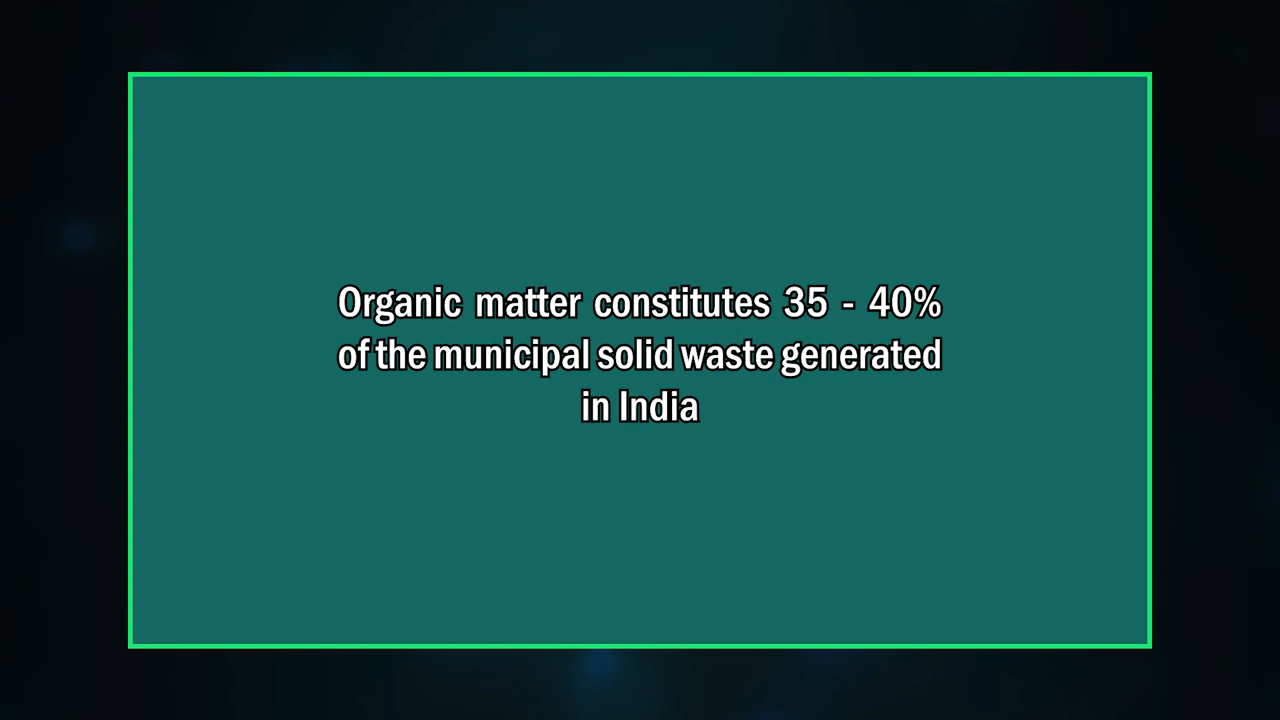 Organic matter constitutes 35 - 40%
of the municipal solid waste generated
in India